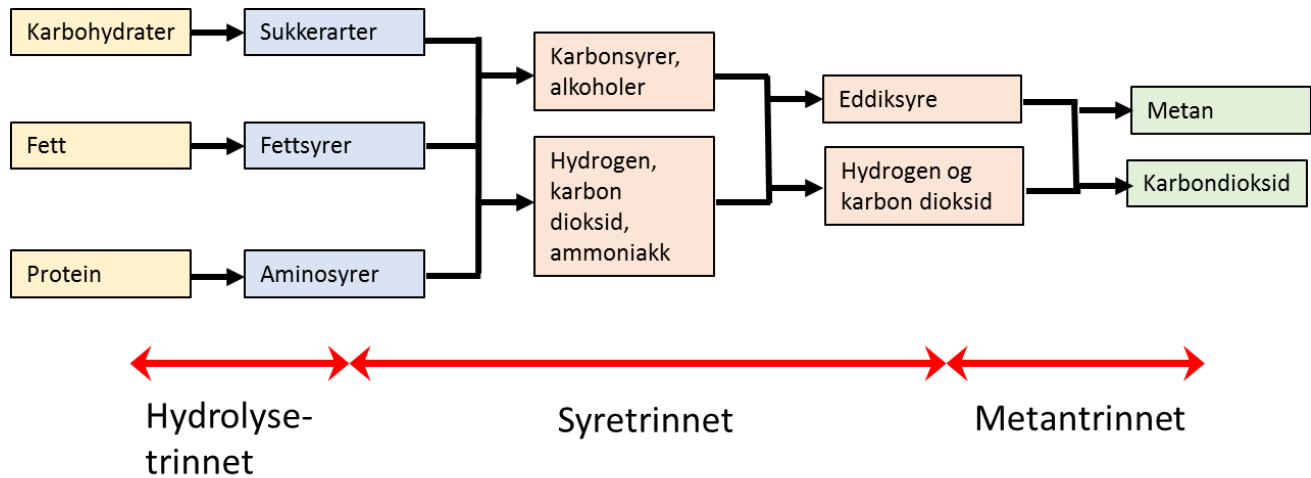 Karbohydrater
Sukkerarter
Fett
Fettsyrer
Protein
Aminosyrer
Karbonsyrer,
alkoholer
Hydrogen,
karbon
dioksid,
ammoniakk
Eddiksyre
Hydrogen og
karbon dioksid
Metan
Karbondioksid
Hydrolyse-
trinnet
Syretrinnet
Metantrinnet